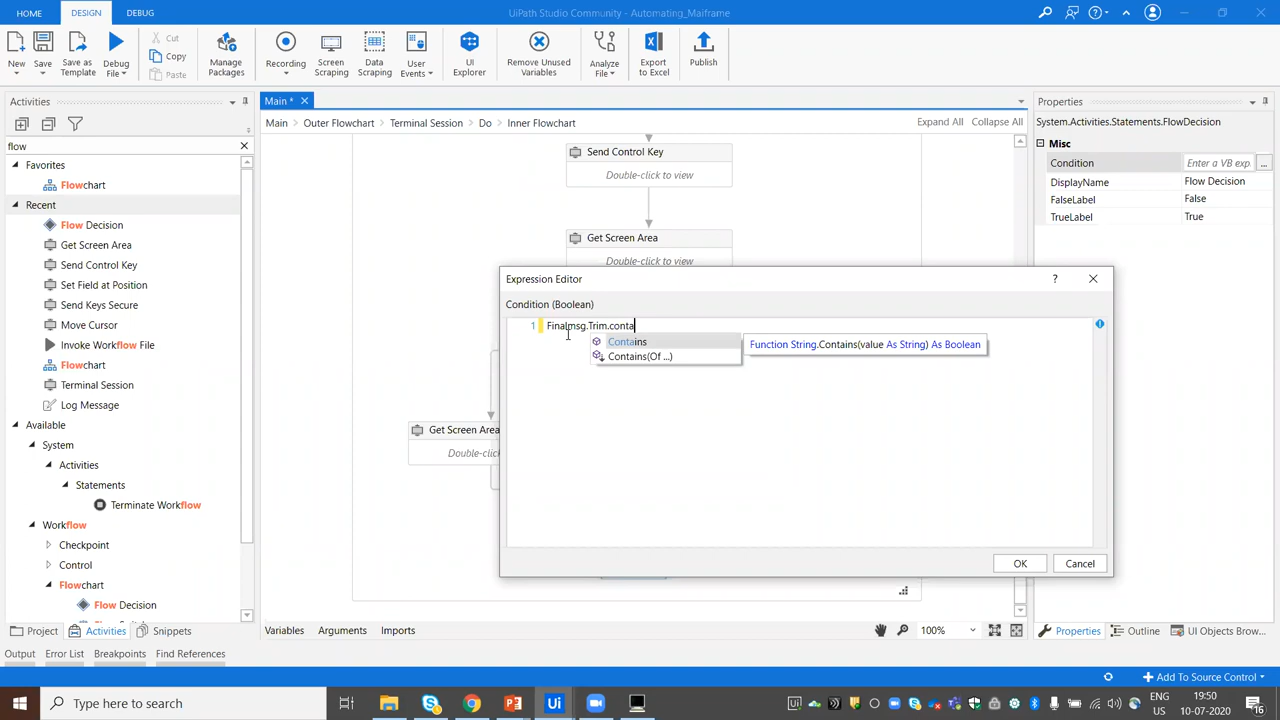 HOME
DESIGN
DEBUG
UiPath Studio Community - Automating_Maiframe
New
Save
Save as Template
Debug File
Cut
Copy
Paste
Manage Packages
Recording
Screen Scraping
Data Scraping
User Events
UI Explorer
Remove Unused Variables
Analyze File
Export to Excel
Publish
Activities
flow
Favorites
Flowchart
Recent
Flow Decision
Get Screen Area
Send Control Key
Set Field at Position
Send Keys Secure
Move Cursor
Invoke Workflow File
Flowchart
Terminal Session
Log Message
Available
System
Activities
Statements
Terminate Workflow
Workflow
Checkpoint
Control
Flowchart
Flow Decision
Project
Activities
Snippets
Main *
Main
Outer Flowchart
Terminal Session
Do
Inner Flowchart
Expand All
Collapse All
Send Control Key
Double-click to view
Get Screen Area
Double-click to view
Get Screen Area
Double-click
Expression Editor
?
Condition (Boolean)
1
Finalmsg.Trim.conta
Contains
Contains(Of ...)
Function String.Contains(value As String) As Boolean
OK
Cancel
Variables
Arguments
Imports
100%
Properties
System.Activities.Statements.FlowDecision
Misc
Condition
Enter a VB exp.
...
DisplayName
Flow Decision
FalseLabel
False
TrueLabel
True
Properties
Outline
UI Objects Brow...
Output
Error List
Breakpoints
Find References
Add To Source Control
Type here to search
Ui
ENG
US
19:50
10-07-2020
16